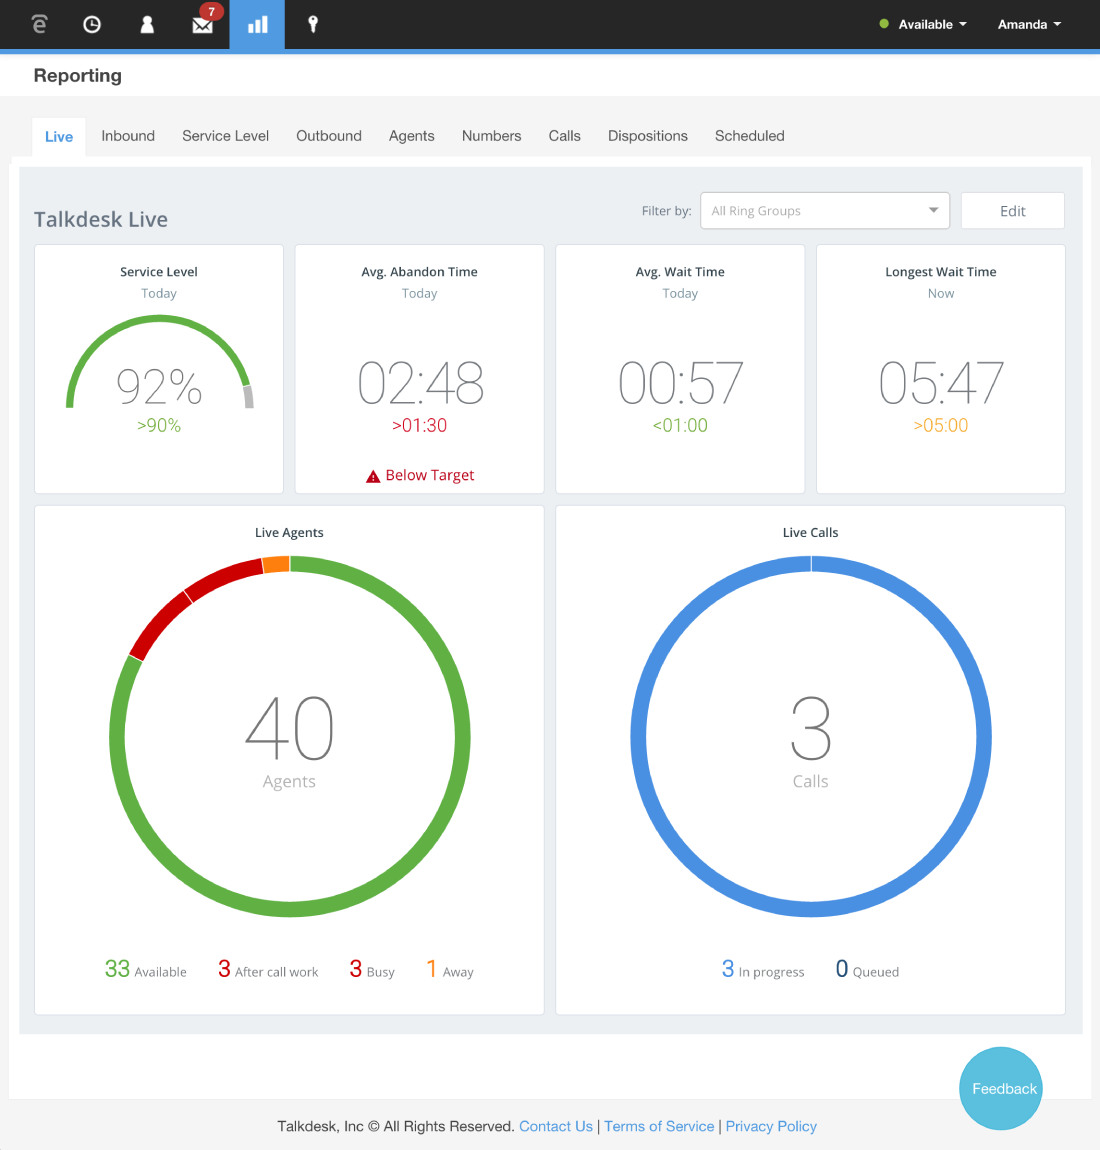 7
Available
Amanda
Reporting
Live Inbound Service Level Outbound Agents Numbers Calls Dispositions Scheduled
Talkdesk Live
Filter by: All Ring Groups Edit
Service Level
Today
92%
>90%
Avg. Abandon Time
Today
02:48
>01:30
Below Target
Avg. Wait Time
Today
00:57
<01:00
Longest Wait Time
Now
05:47
>05:00
Live Agents
40
Agents
33 Available 3 After call work 3 Busy 1 Away
Live Calls
3
Calls
3 In progress 0 Queued
Feedback
Talkdesk, Inc © All Rights Reserved. Contact Us | Terms of Service | Privacy Policy